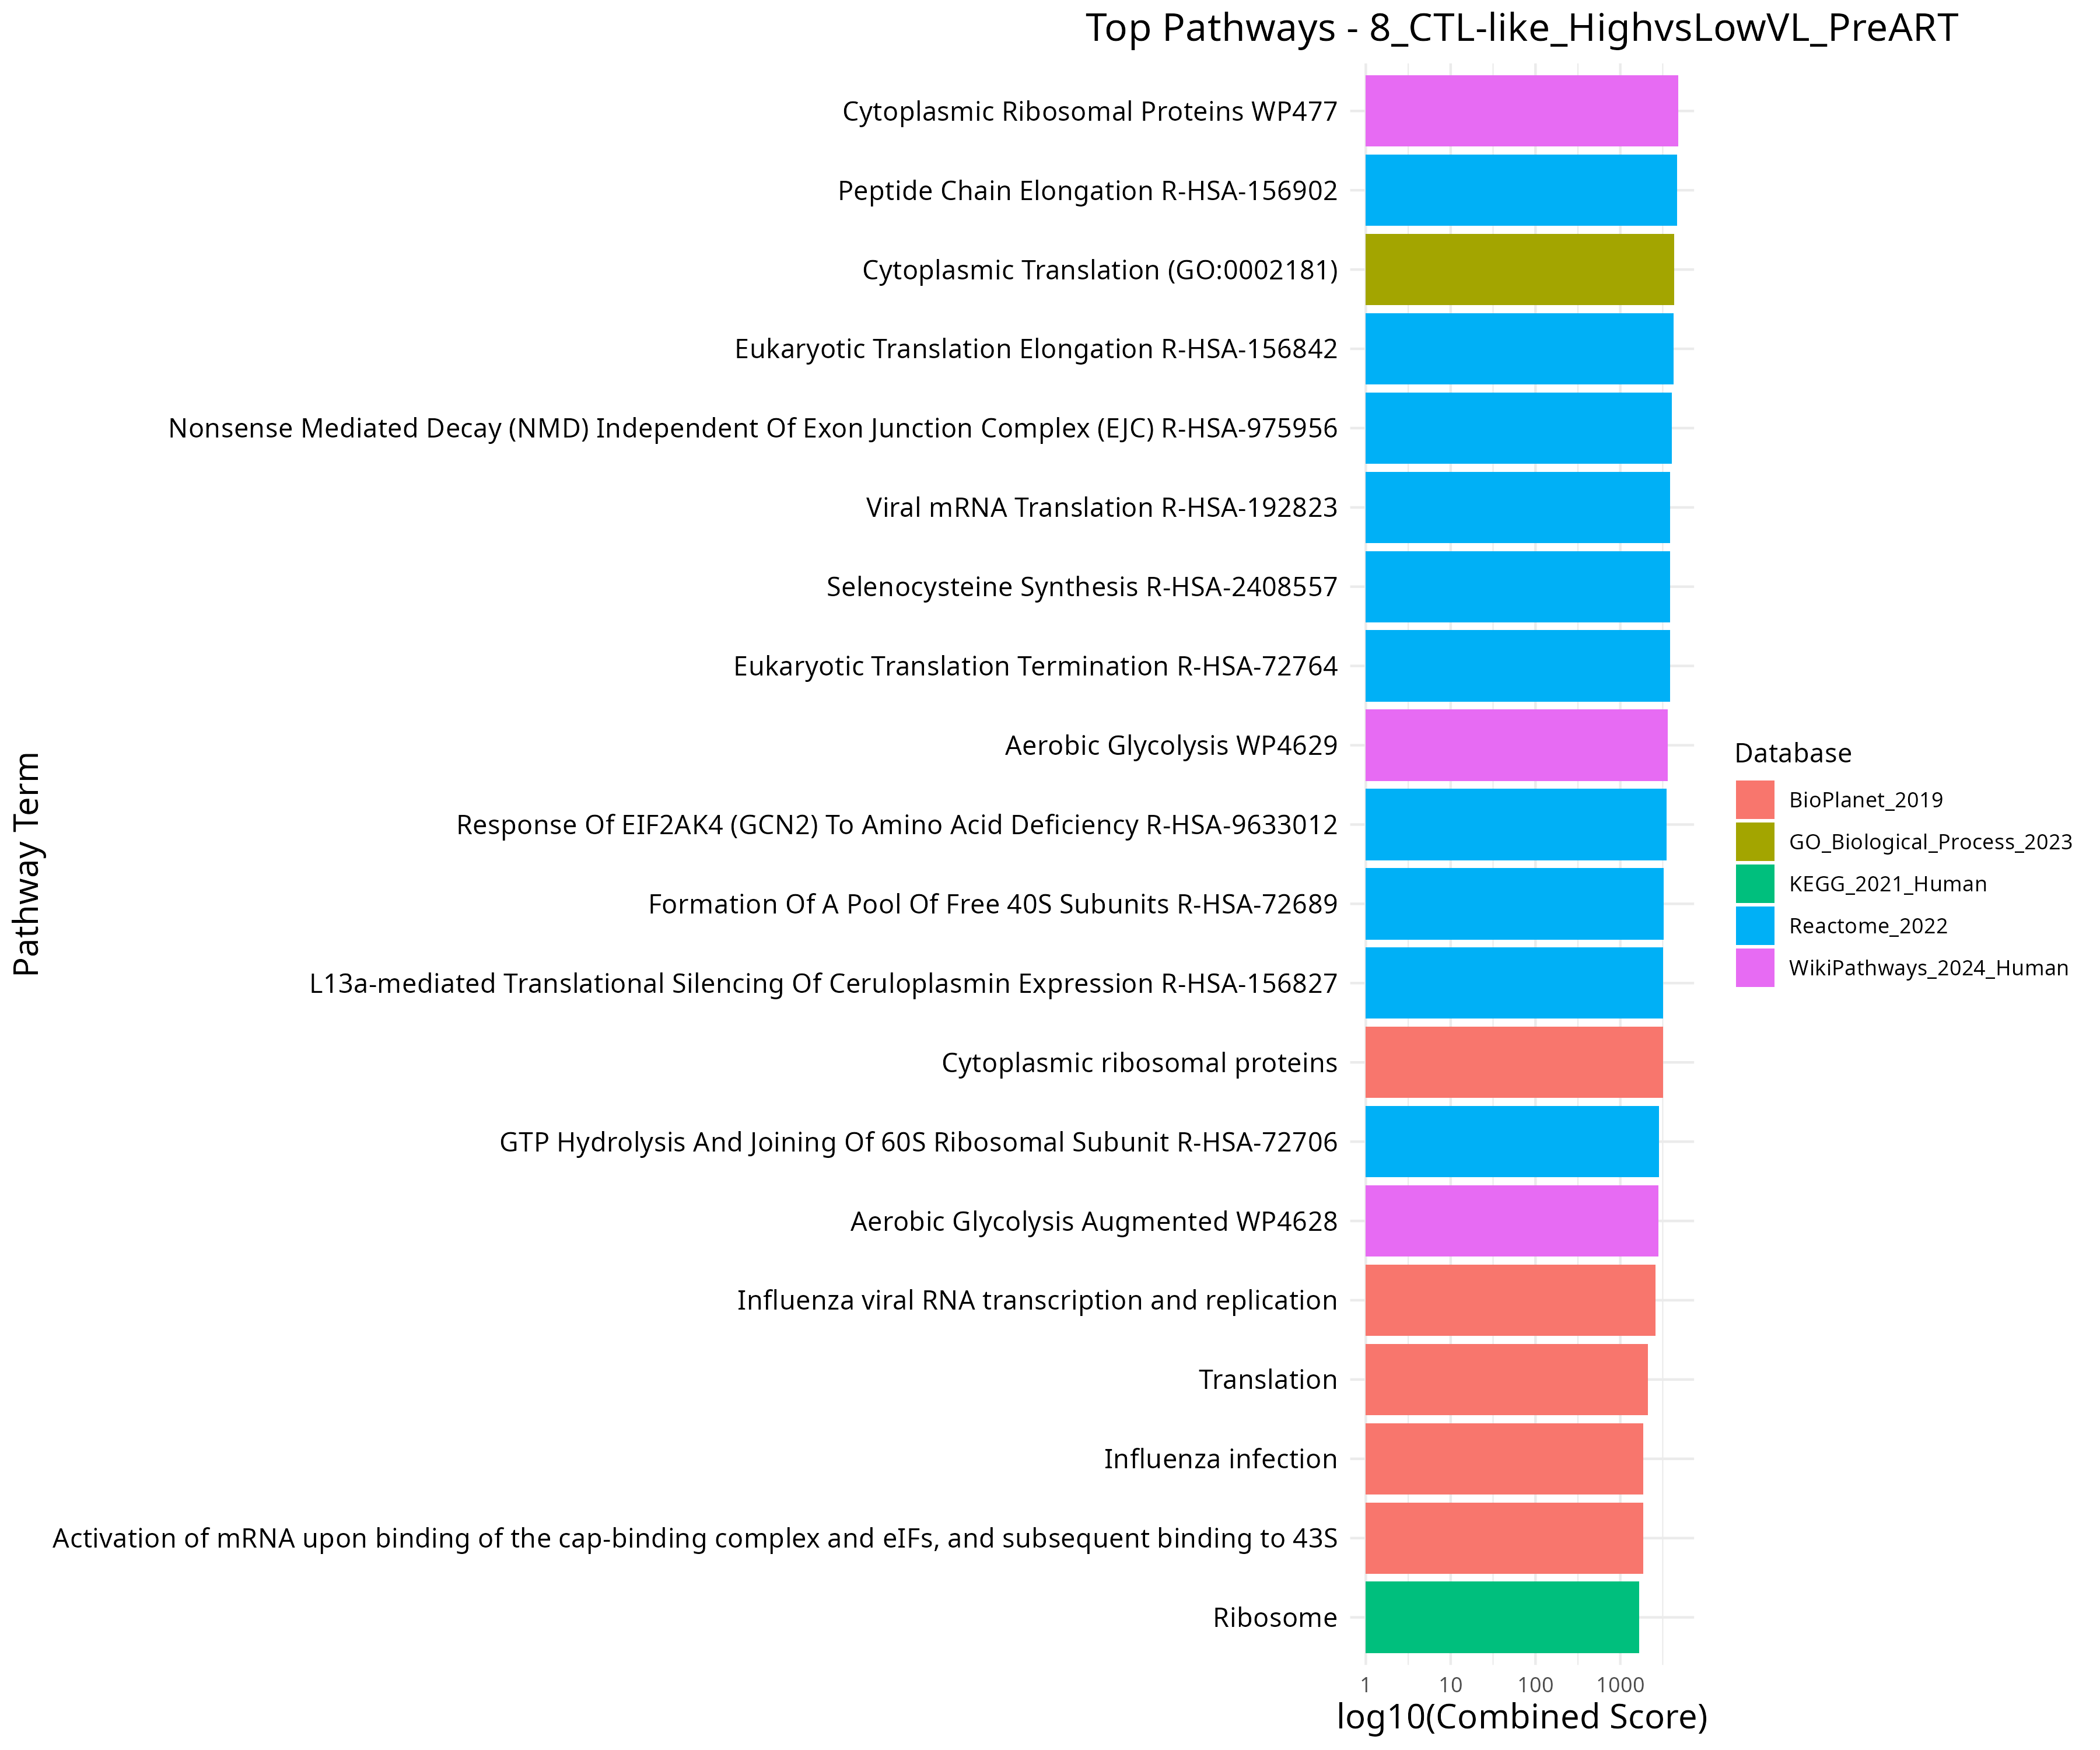 Top Pathways - 8_CTL-like_HighvsLowVL_PreART
Pathway Term
Cytoplasmic Ribosomal Proteins WP477
Peptide Chain Elongation R-HSA-156902
Cytoplasmic Translation (GO:0002181)
Eukaryotic Translation Elongation R-HSA-156842
Nonsense Mediated Decay (NMD) Independent Of Exon Junction Complex (EJC) R-HSA-975956
Viral mRNA Translation R-HSA-192823
Selenocysteine Synthesis R-HSA-2408557
Eukaryotic Translation Termination R-HSA-72764
Aerobic Glycolysis WP4629
Response Of EIF2AK4 (GCN2) To Amino Acid Deficiency R-HSA-9633012
Formation Of A Pool Of Free 40S Subunits R-HSA-72689
L13a-mediated Translational Silencing Of Ceruloplasmin Expression R-HSA-156827
Cytoplasmic ribosomal proteins
GTP Hydrolysis And Joining Of 60S Ribosomal Subunit R-HSA-72706
Aerobic Glycolysis Augmented WP4628
Influenza viral RNA transcription and replication
Translation
Influenza infection
Activation of mRNA upon binding of the cap-binding complex and eIFs, and subsequent binding to 43S
Ribosome
1 10 100 1000
log10(Combined Score)
Database
BioPlanet_2019
GO_Biological_Process_2023
KEGG_2021_Human
Reactome_2022
WikiPathways_2024_Human